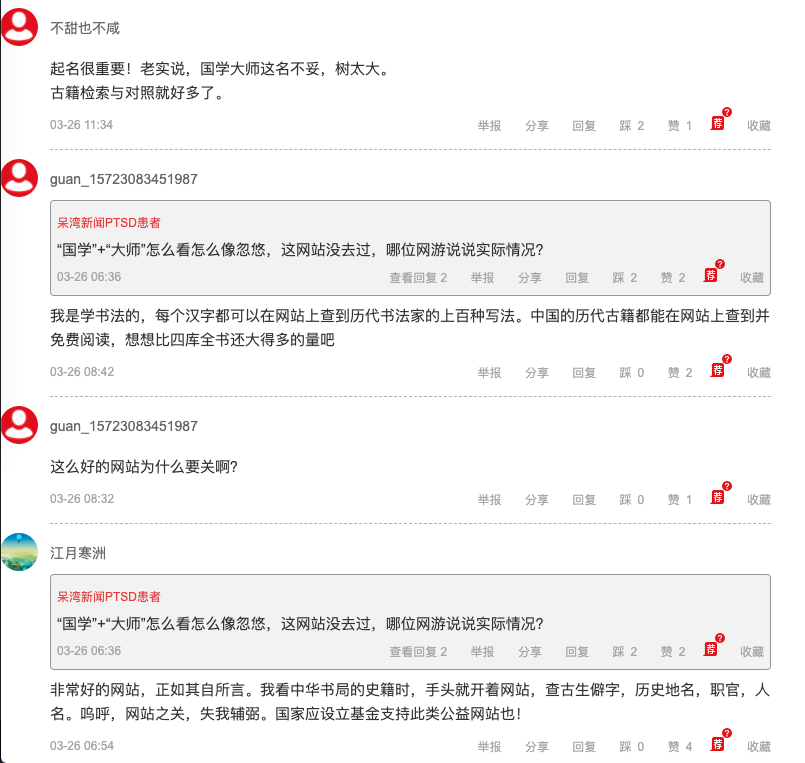 不甜也不咸
起名很重要！老实说，国学大师这名不妥，树太大。
古籍检索与对照就好多了。
03-26 11:34 举报 分享 回复 踩 2 赞 1 荐 ? 收藏
guan_15723083451987
呆湾新闻PTSD患者
“国学”+“大师”怎么看怎么像忽悠，这网站没去过，哪位网游说说实际情况?
03-26 06:36 查看回复 2 举报 分享 回复 踩 2 赞 2 荐 ? 收藏
我是学书法的，每个汉字都可以在网站上查到历代书法家的上百种写法。中国的历代古籍都能在网站上查到并
免费阅读，想想比四库全书还大得多的量吧
03-26 08:42 举报 分享 回复 踩 0 赞 2 荐 ? 收藏
guan_15723083451987
这么好的网站为什么要关啊?
03-26 08:32 举报 分享 回复 踩 0 赞 1 荐 ? 收藏
江月寒洲
呆湾新闻PTSD患者
“国学”+“大师”怎么看怎么像忽悠，这网站没去过，哪位网游说说实际情况?
03-26 06:36 查看回复 2 举报 分享 回复 踩 2 赞 2 荐 ? 收藏
非常好的网站，正如其自所言。我看中华书局的史籍时，手头就开着网站，查古生僻字，历史地名，职官，人
名。呜呼，网站之关，失我辅弼。国家应设立基金支持此类公益网站也！
03-26 06:54 举报 分享 回复 踩 0 赞 4 荐 ? 收藏